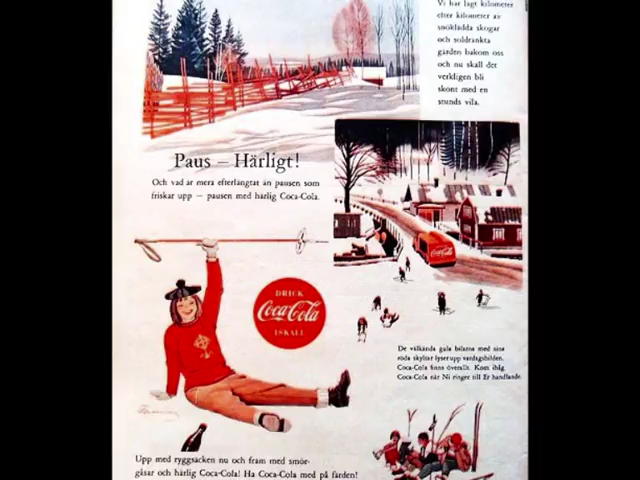 Vi har lagt kilometer
efter kilometer av
snöklädda skogar
och soldränkta
gärden bakom oss
och nu skall det
verkligen bli
skönt med en
stunds vila.
Paus – Härligt!
Och vad är mera efterlängtat än pausen som
friskar upp – pausen med härlig Coca-Cola.
Coca-Cola
DRICK
Coca-Cola
ISKALL
De välkända gula bilarna med sina
röda skyltar lyser upp vardagsbilden.
Coca-Cola finns överallt. Kom ihåg
Coca-Cola när Ni ringer till Er handlande.
Upp med ryggsäcken nu och fram med smör-
gåsar och härlig Coca-Cola! Ha Coca-Cola med på färden!